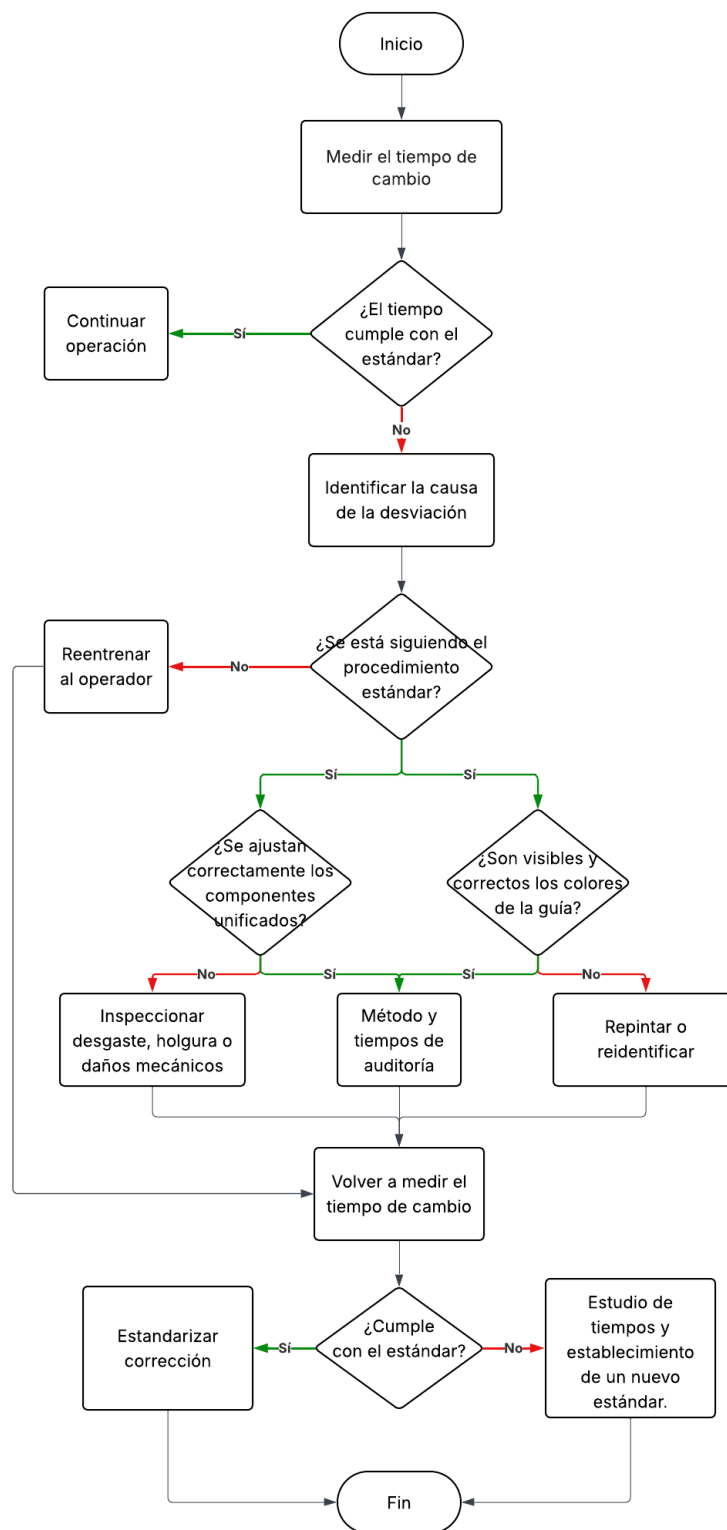 Inicio
Medir el tiempo de
cambio
¿El tiempo
cumple con el
estándar?
Sí
Continuar
operación
No
Identificar la causa
de la desviación
¿Se está siguiendo el
procedimiento
estándar?
No
Reentrenar
al operador
Sí
Sí
¿Se ajustan
correctamente los
componentes
unificados?
¿Son visibles y
correctos los colores
de la guía?
No
Sí
Sí
No
Inspeccionar
desgaste, holgura o
daños mecánicos
Método y
tiempos de
auditoría
Repintar o
reidentificar
Volver a medir el
tiempo de cambio
¿Cumple
con el estándar?
Sí
No
Estandarizar
corrección
Estudio de
tiempos y
establecimiento
de un nuevo
estándar.
Fin